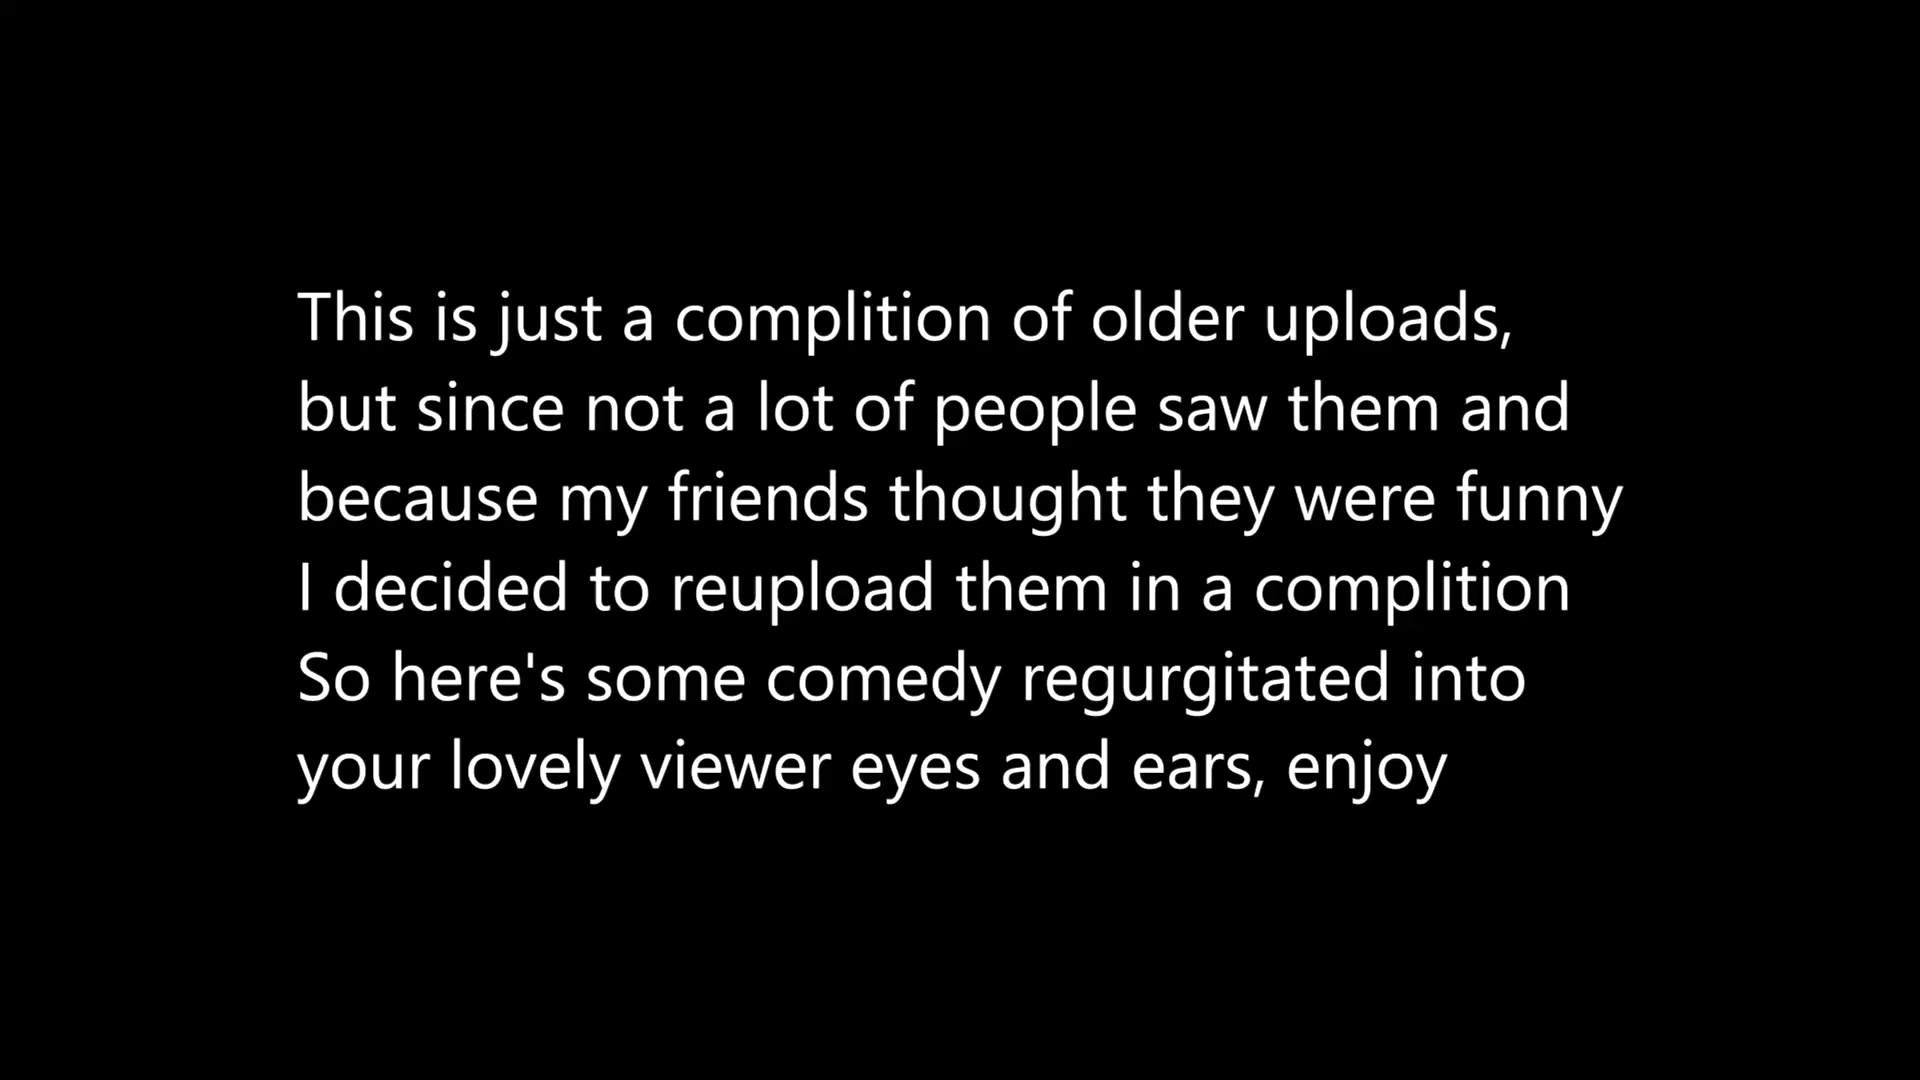 This is just a complition of older uploads,
but since not a lot of people saw them and
because my friends thought they were funny
I decided to reupload them in a complition
So here's some comedy regurgitated into
your lovely viewer eyes and ears, enjoy